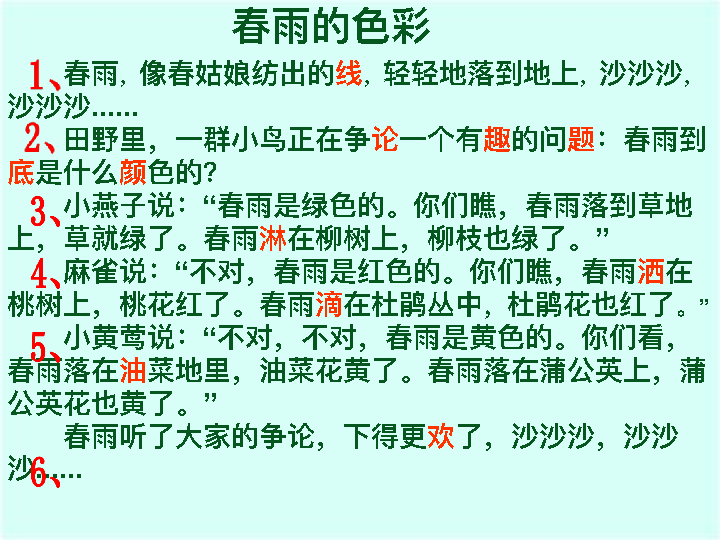 春雨的色彩
1、春雨，像春姑娘纺出的线，轻轻地落到地上，沙沙沙，
沙沙沙……
2、田野里，一群小鸟正在争论一个有趣的问题：春雨到
底是什么颜色的？
3、小燕子说：“春雨是绿色的。你们瞧，春雨落到草地
上，草就绿了。春雨淋在柳树上，柳枝也绿了。”
4、麻雀说：“不对，春雨是红色的。你们瞧，春雨洒在
桃树上，桃花红了。春雨滴在杜鹃丛中，杜鹃花也红了。”
5、小黄莺说：“不对，不对，春雨是黄色的。你们看，
春雨落在油菜地里，油菜花黄了。春雨落在蒲公英上，蒲
公英花也黄了。”
春雨听了大家的争论，下得更欢了，沙沙沙，沙沙
沙……
6、